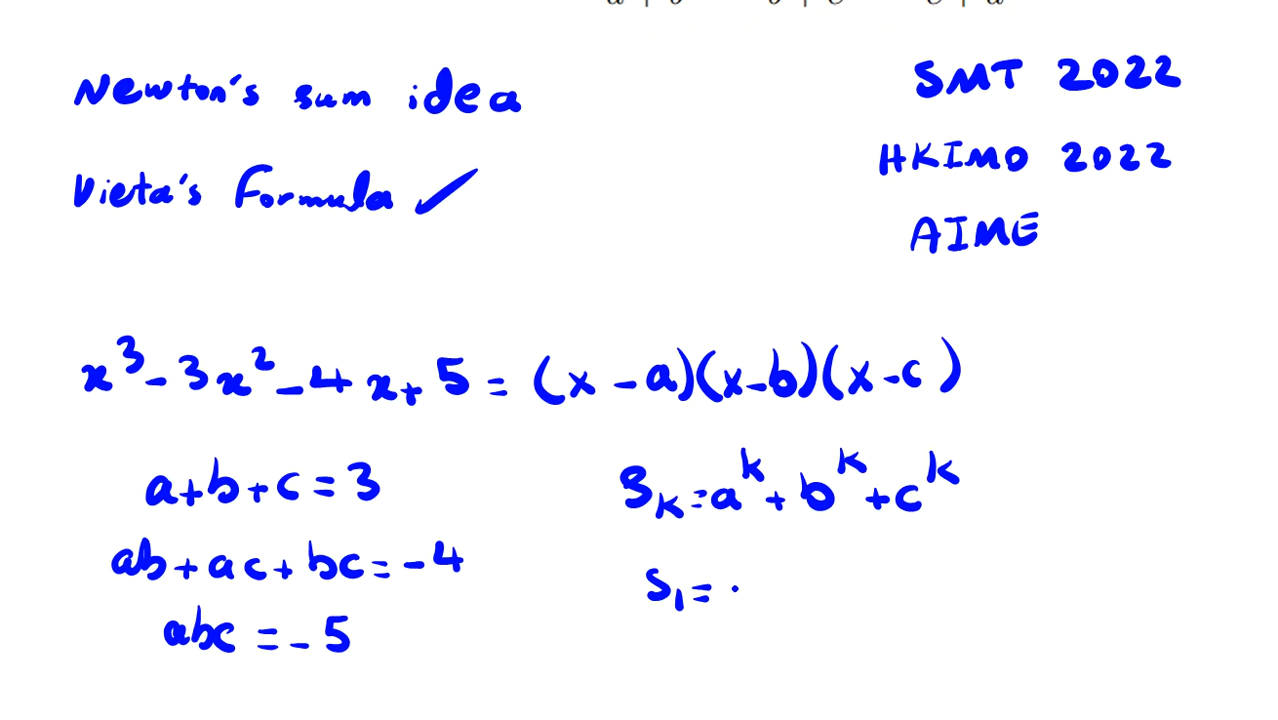 Newton's sum idea
SMT 2022
HKIMO 2022
Vieta's Formula ✓
AIME
x³-3x²-4x+5=(x-a)(x-b)(x-c)
a+b+c=3
Sₖ=aᵏ+bᵏ+cᵏ
ab+ac+bc=-4
S₁=
abc=-5